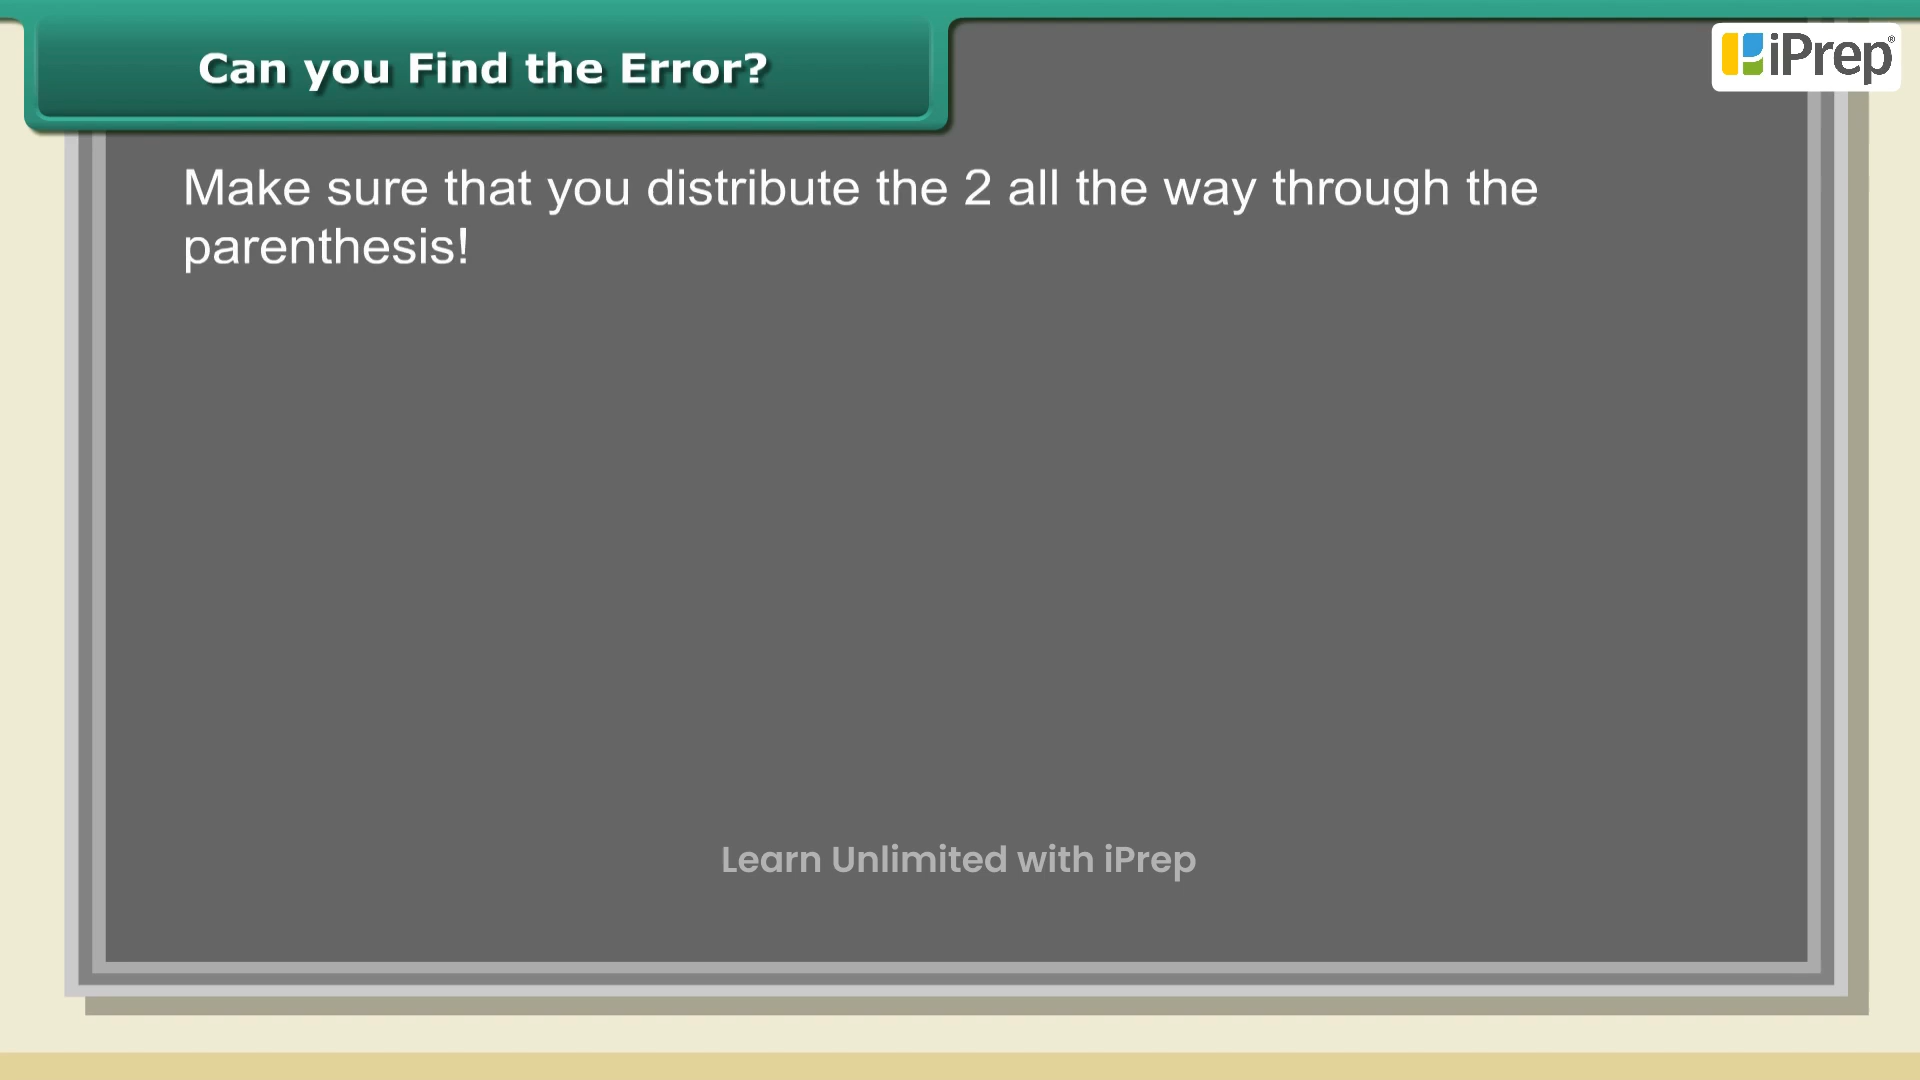 Can you Find the Error?
iPrep®
Make sure that you distribute the 2 all the way through the
parenthesis!
Learn Unlimited with iPrep